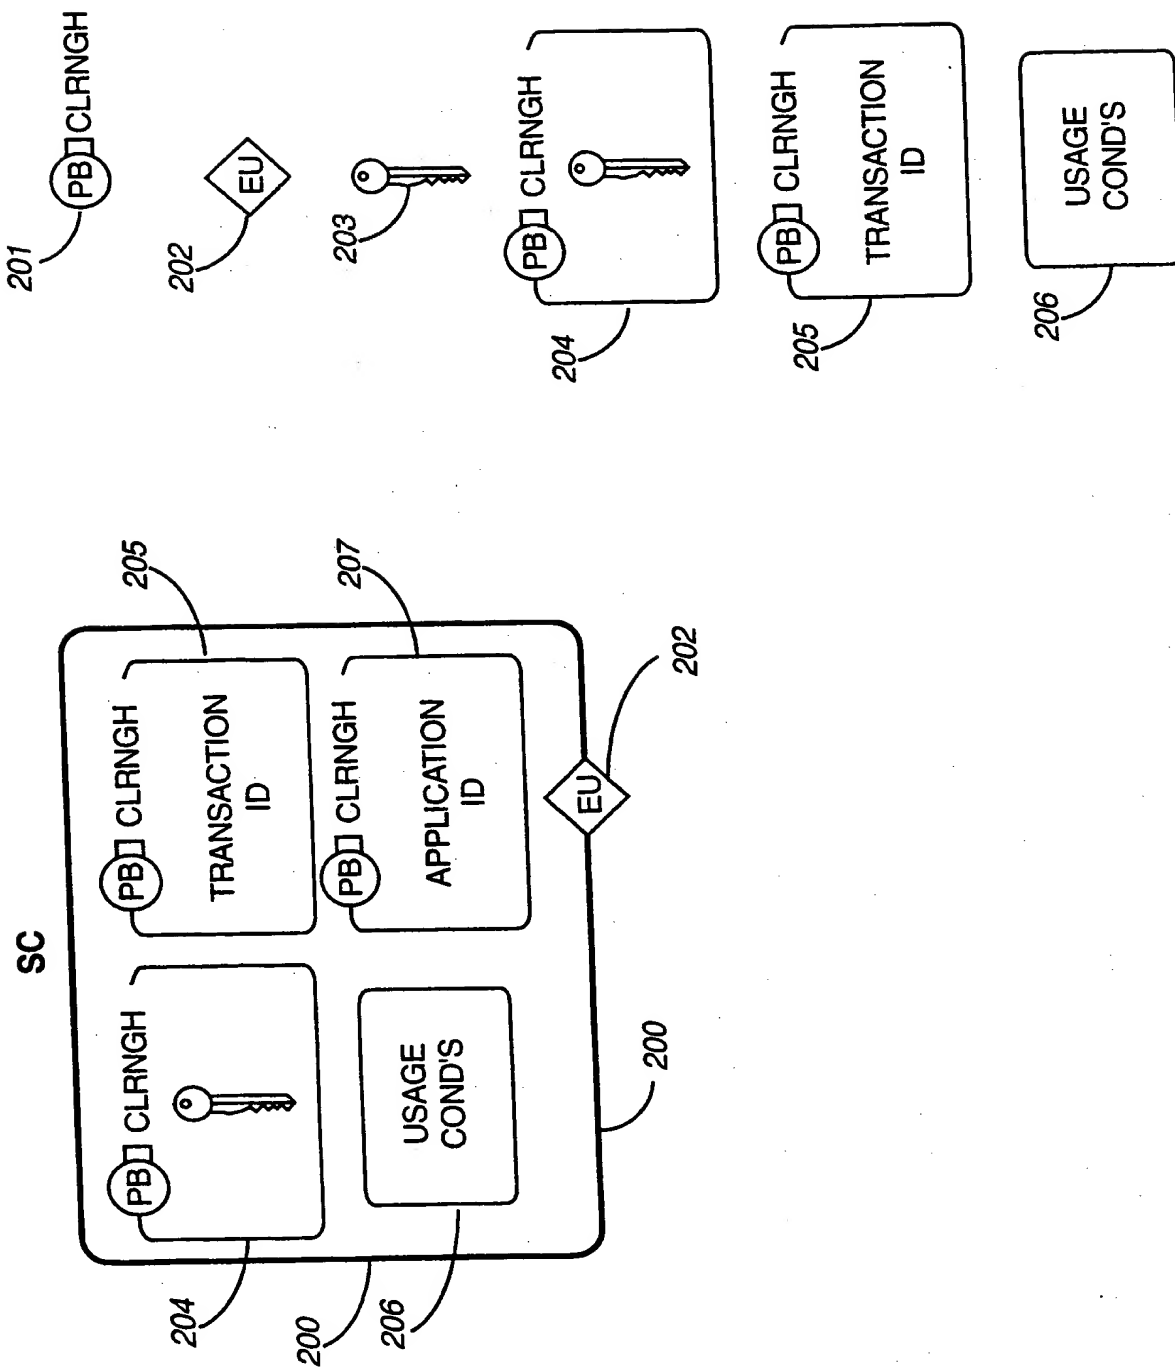 SC
204
PB CLRNGH
PB CLRNGH
205
TRANSACTION
ID
200
206
USAGE
COND'S
PB CLRNGH
207
APPLICATION
ID
EU
202
200
201
PB CLRNGH
202
EU
203
204
PB CLRNGH
205
PB CLRNGH
TRANSACTION
ID
206
USAGE
COND'S